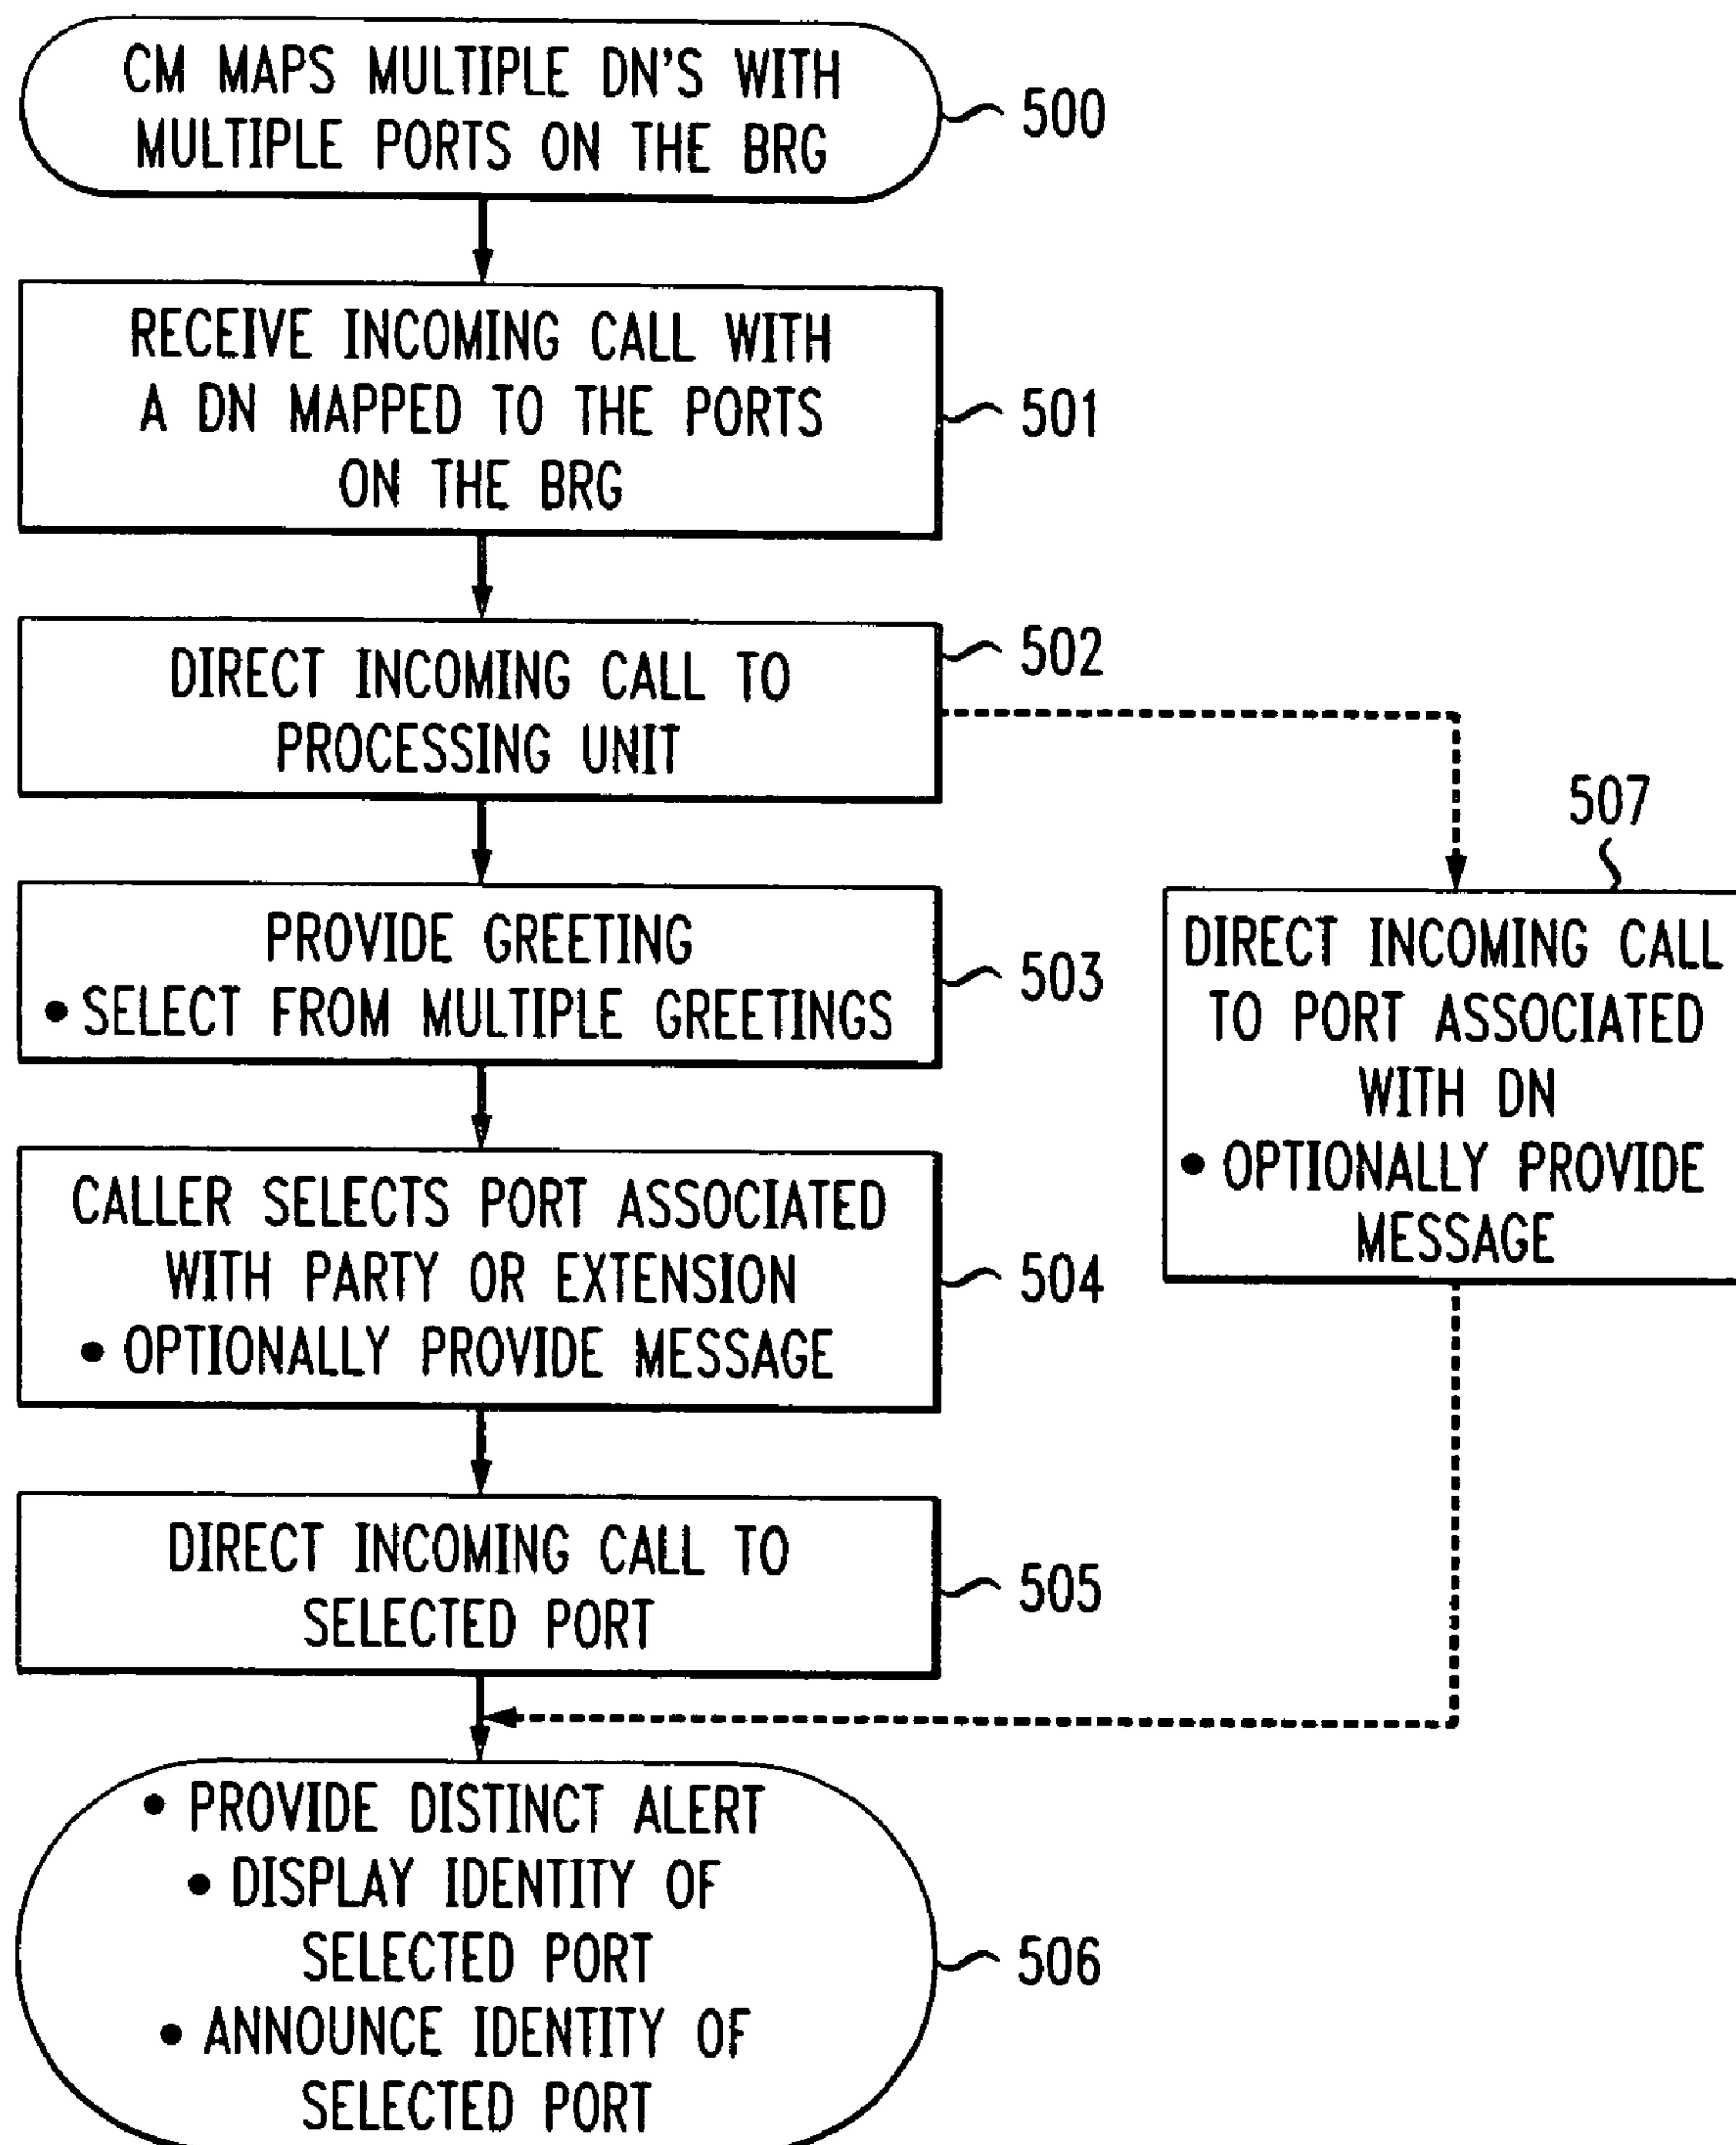 CM MAPS MULTIPLE DN'S WITH
MULTIPLE PORTS ON THE BRG
500
RECEIVE INCOMING CALL WITH
A DN MAPPED TO THE PORTS
ON THE BRG
501
DIRECT INCOMING CALL TO
PROCESSING UNIT
502
PROVIDE GREETING
• SELECT FROM MULTIPLE GREETINGS
503
507
DIRECT INCOMING CALL
TO PORT ASSOCIATED
WITH DN
• OPTIONALLY PROVIDE
MESSAGE
CALLER SELECTS PORT ASSOCIATED
WITH PARTY OR EXTENSION
• OPTIONALLY PROVIDE MESSAGE
504
DIRECT INCOMING CALL TO
SELECTED PORT
505
• PROVIDE DISTINCT ALERT
• DISPLAY IDENTITY OF
SELECTED PORT
• ANNOUNCE IDENTITY OF
SELECTED PORT
506